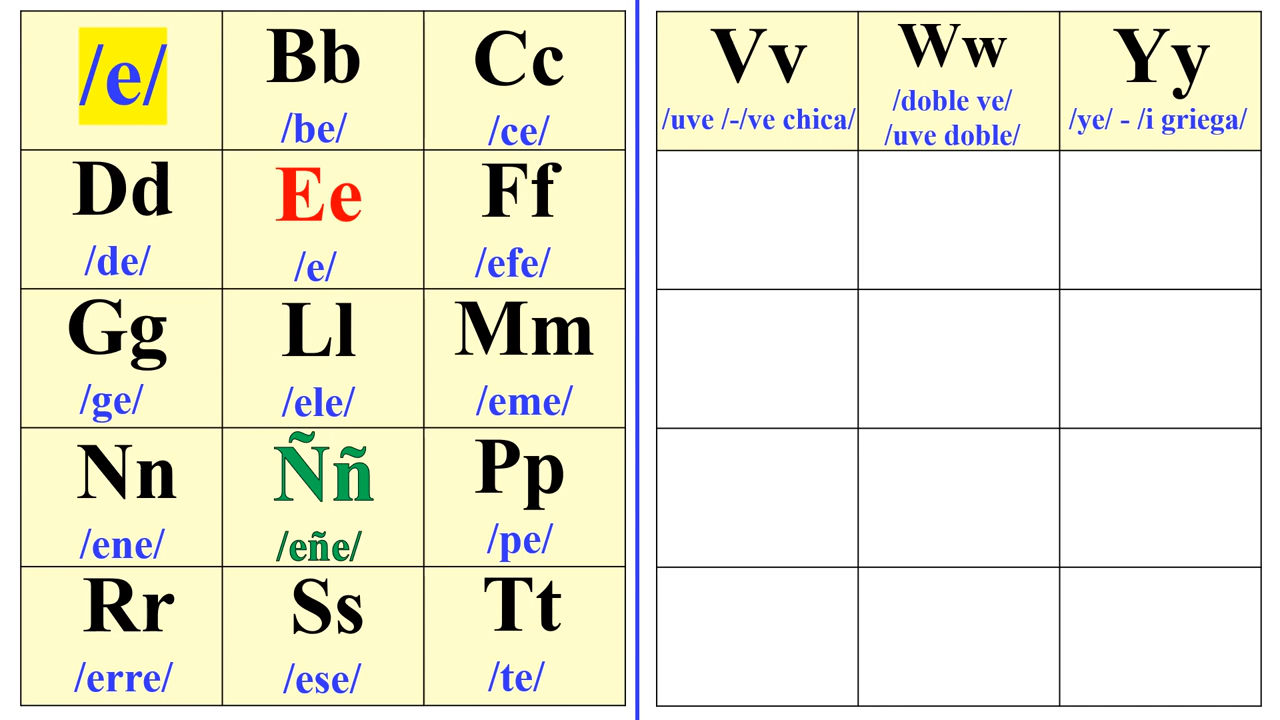 /e/
Bb
/be/
Cc
/ce/
Dd
/de/
Ee
/e/
Ff
/efe/
Gg
/ge/
Ll
/ele/
Mm
/eme/
Nn
/ene/
Ññ
/eñe/
Pp
/pe/
Rr
/erre/
Ss
/ese/
Tt
/te/
Vv
/uve /-/ve chica/
Ww
/doble ve/
/uve doble/
Yy
/ye/ - /i griega/